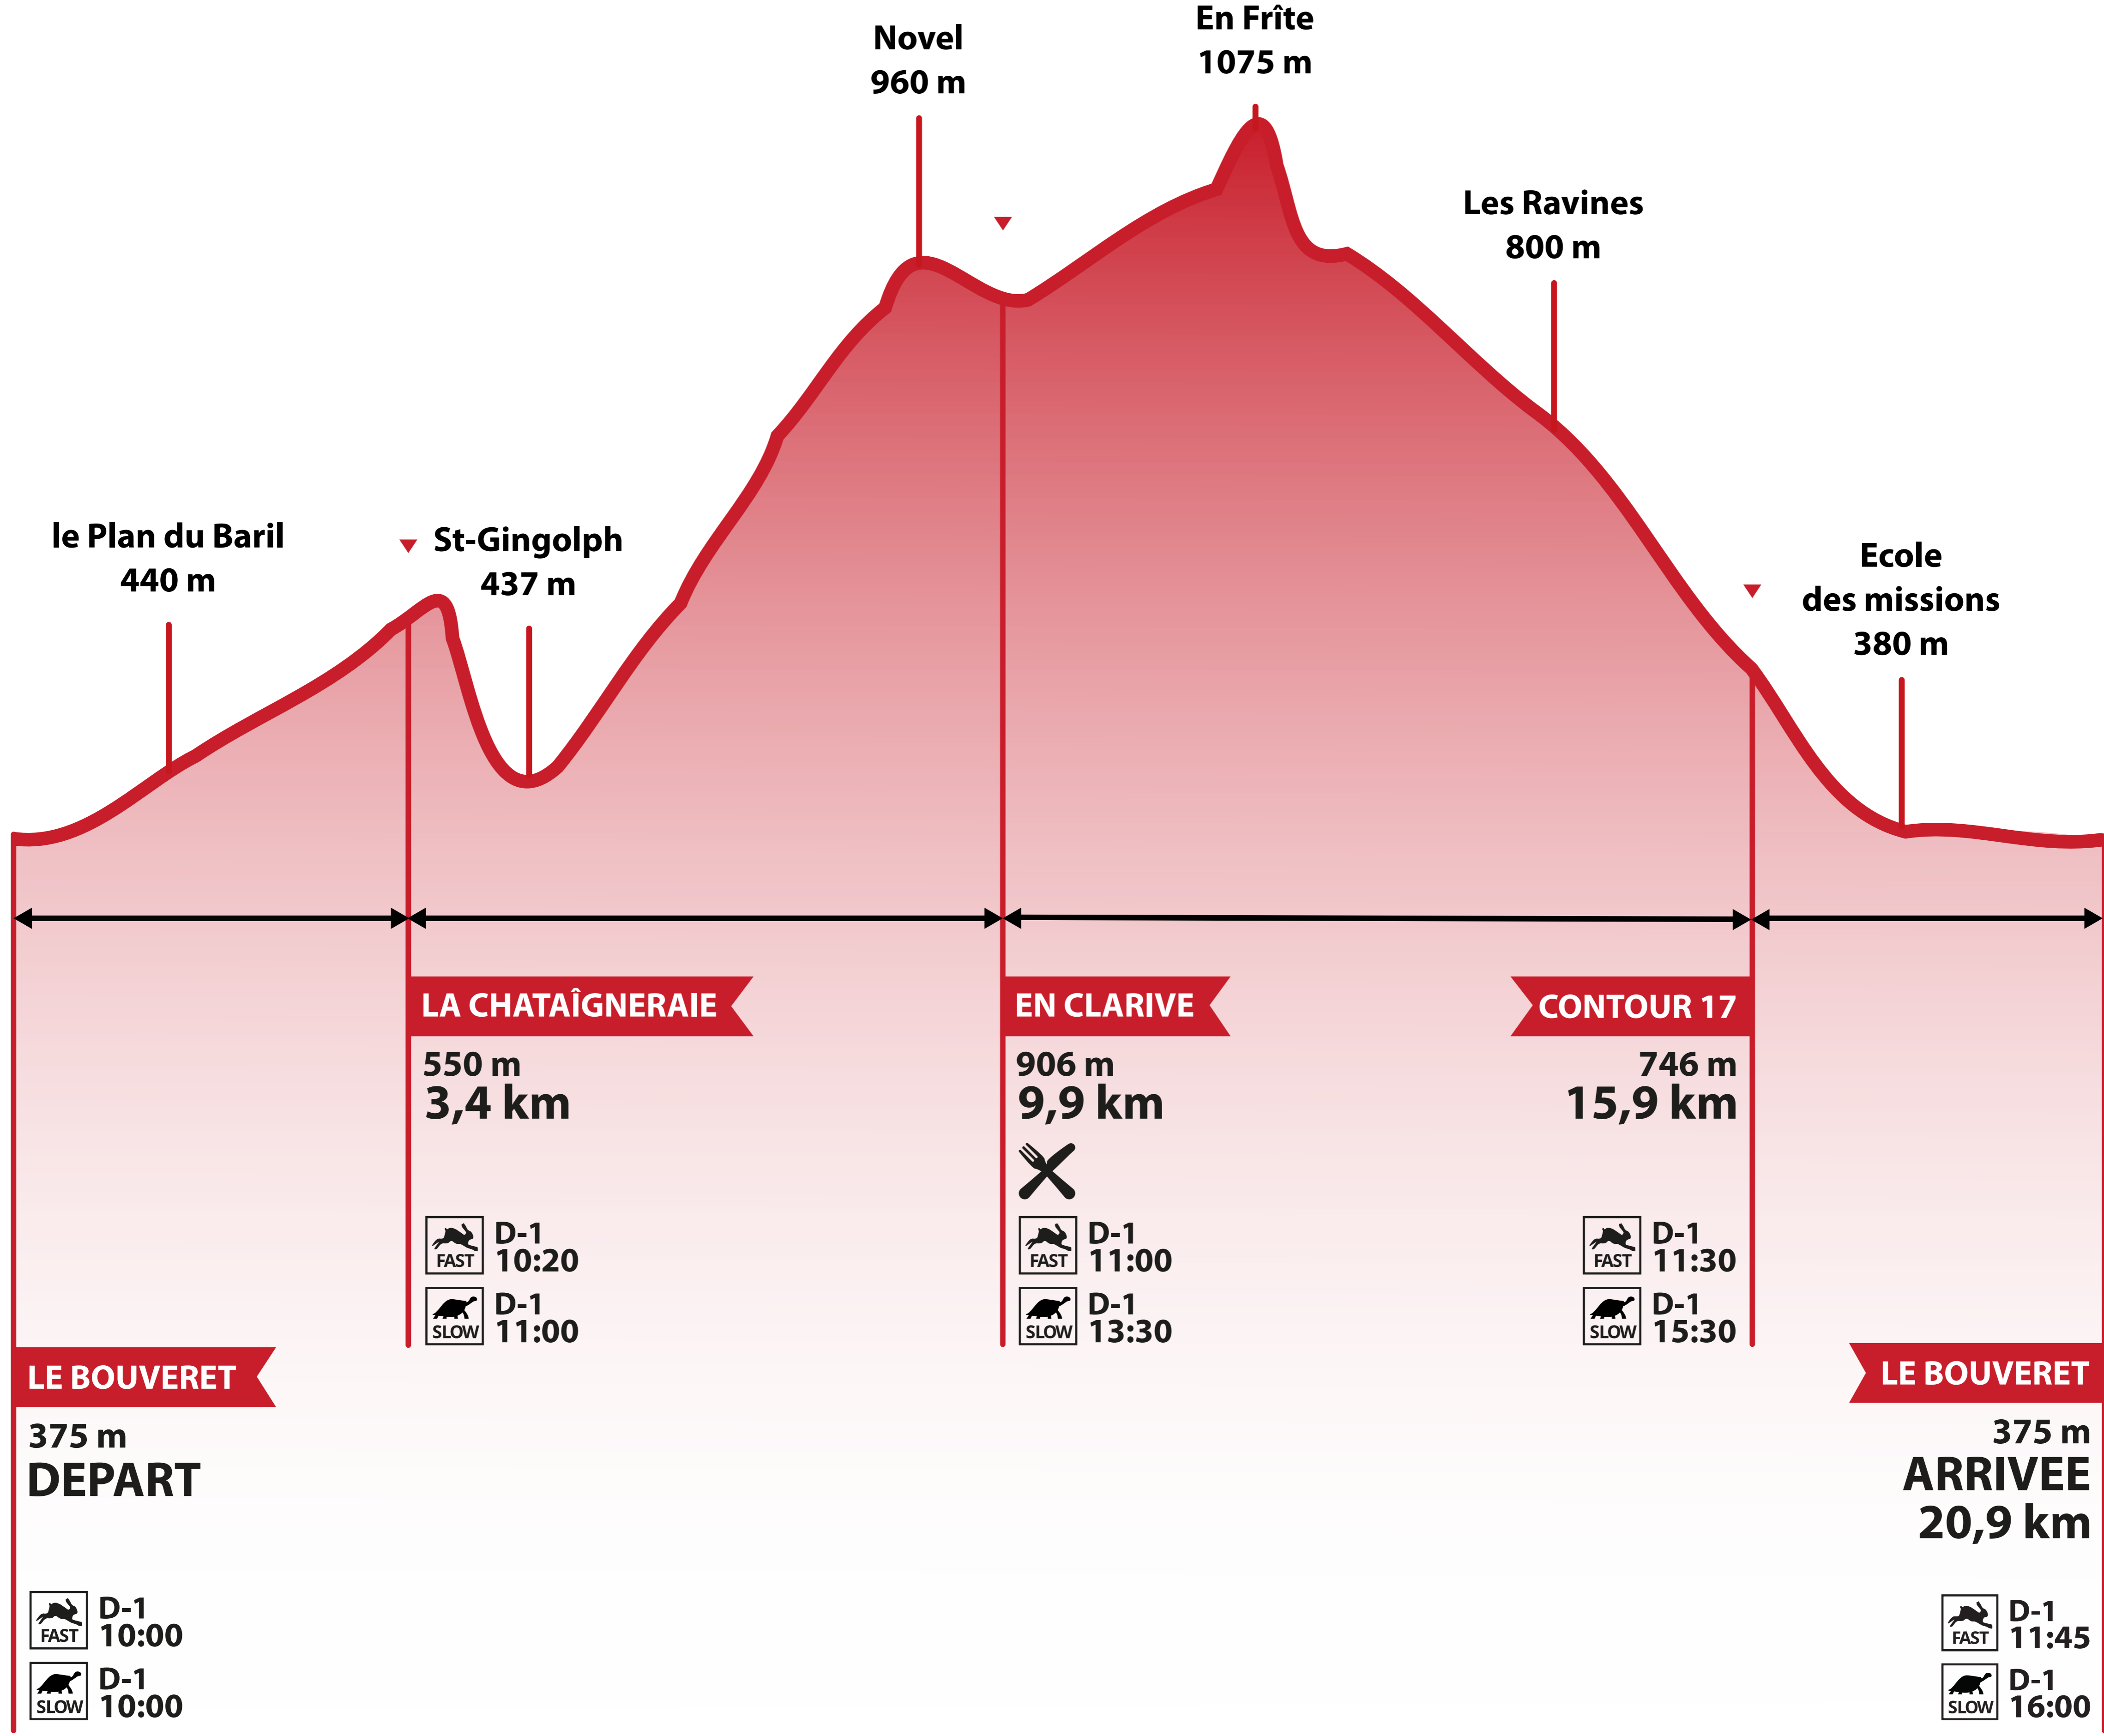 En Frîte
1075 m
Novel
960 m
Les Ravines
800 m
le Plan du Baril
440 m
St-Gingolph
437 m
Ecole
des missions
380 m
LA CHATAÎGNERAIE
550 m
3,4 km
FAST
D-1
10:20
SLOW
D-1
11:00
EN CLARIVE
906 m
9,9 km
FAST
D-1
11:00
SLOW
D-1
13:30
CONTOUR 17
746 m
15,9 km
FAST
D-1
11:30
SLOW
D-1
15:30
LE BOUVERET
375 m
DEPART
FAST
D-1
10:00
SLOW
D-1
10:00
LE BOUVERET
375 m
ARRIVEE
20,9 km
FAST
D-1
11:45
SLOW
D-1
16:00